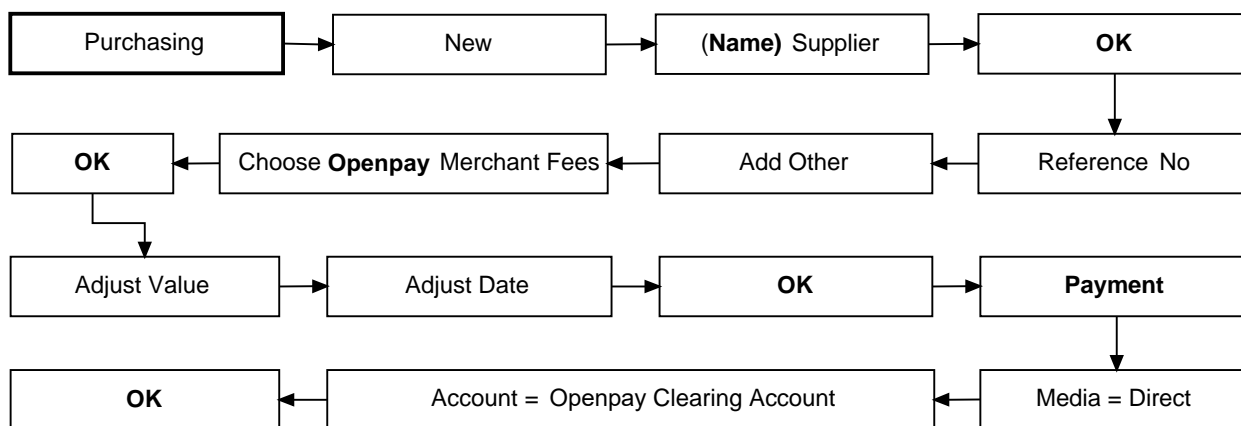 Purchasing
New
(Name) Supplier
OK
Reference No
Add Other
Choose Openpay Merchant Fees
OK
Adjust Value
Adjust Date
OK
Payment
Media = Direct
Account = Openpay Clearing Account
OK